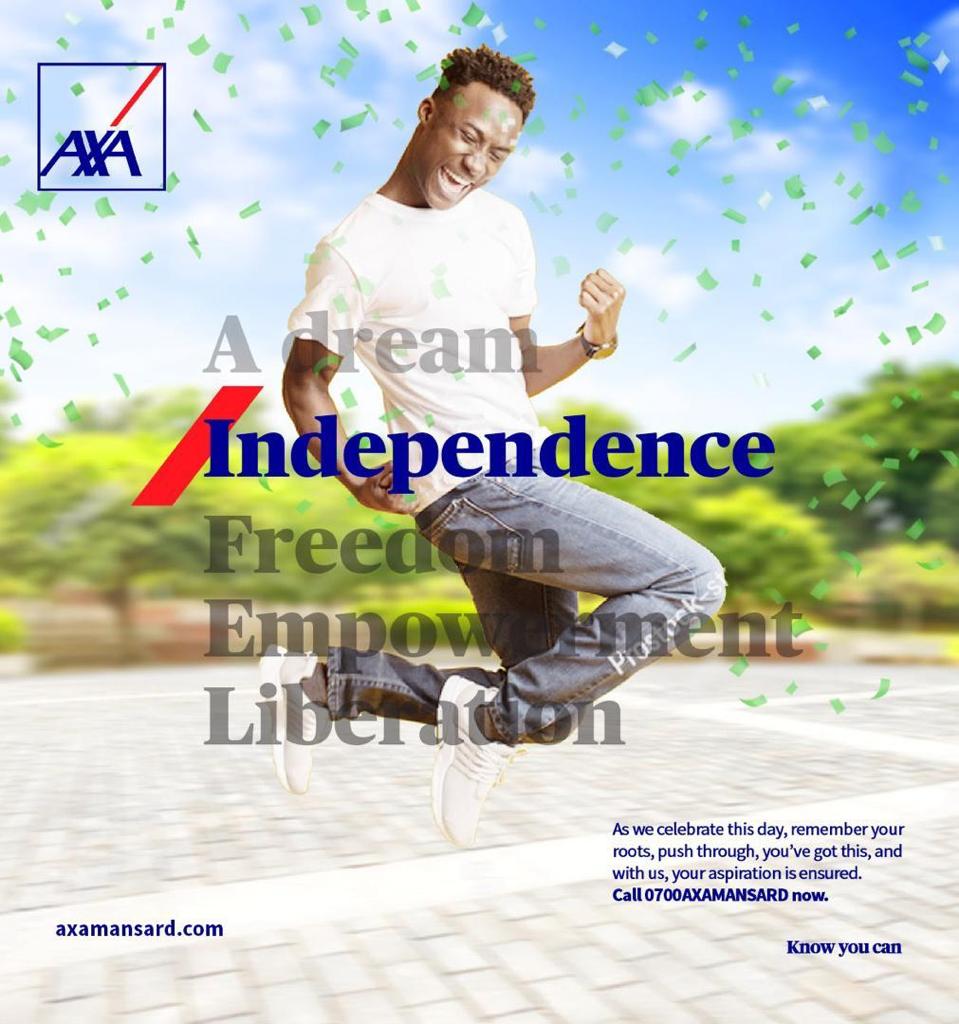 AXA
A dream
Independence
Freedom
Empowerment
Liberation
As we celebrate this day, remember your
roots, push through, you've got this, and
with us, your aspiration is ensured.
Call 0700AXAMANSARD now.
axamansard.com
Know you can